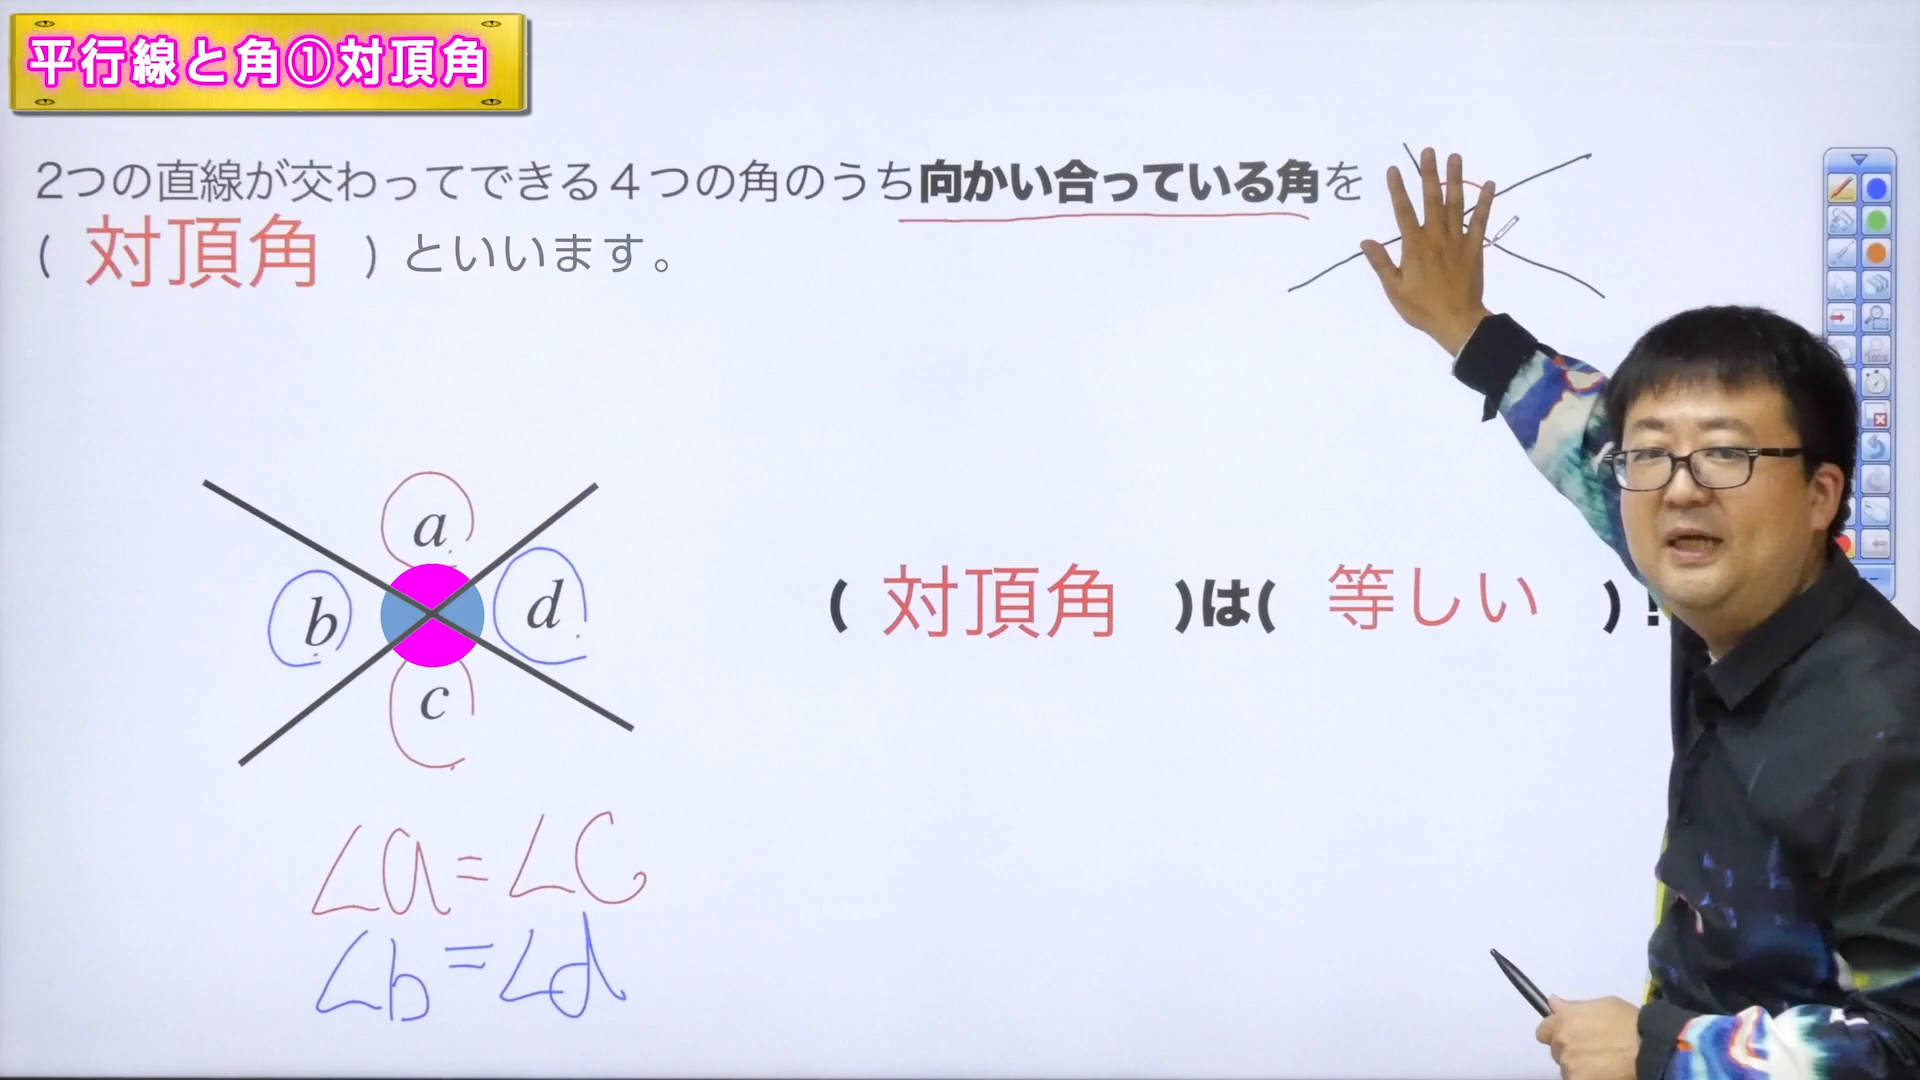 平行線と角①対頂角
2つの直線が交わってできる４つの角のうち向かい合っている角を
( 対頂角 ) といいます。
a
b
d
c
( 対頂角 )は( 等しい ) !
∠a=∠c
∠b=∠d